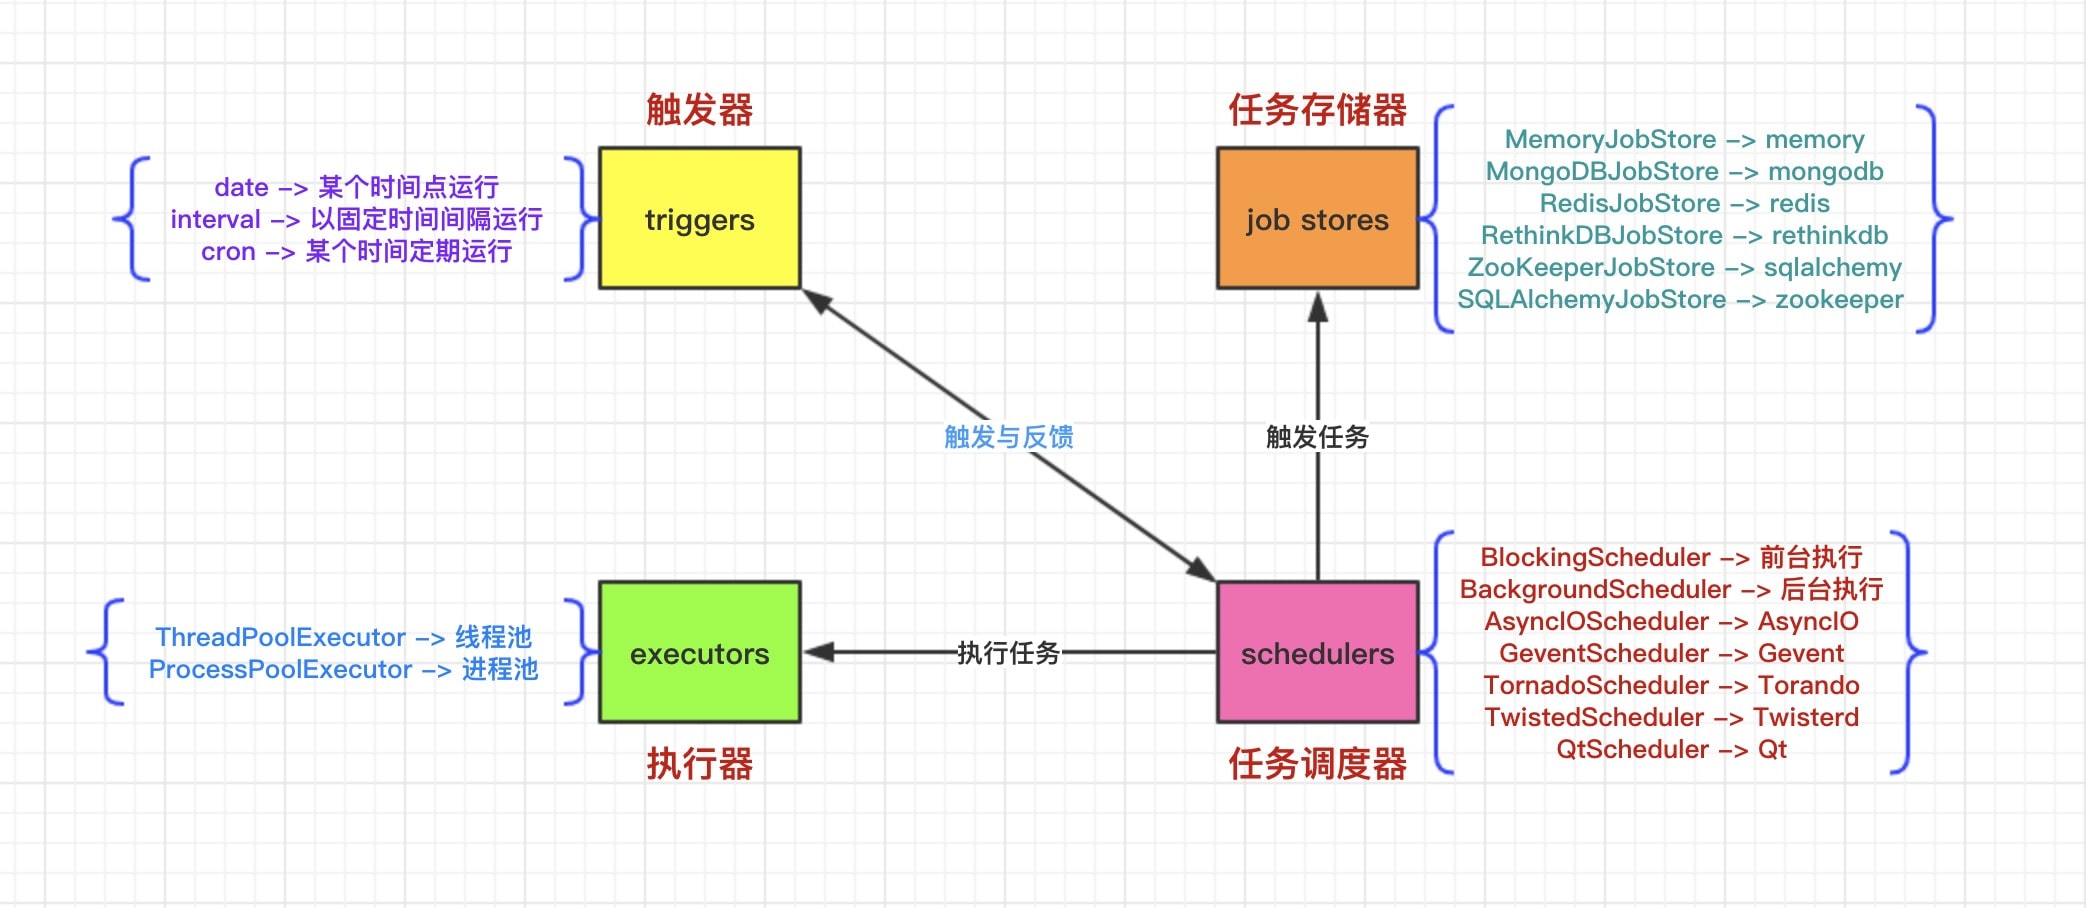 触发器
triggers
date -> 某个时间点运行
interval -> 以固定时间间隔运行
cron -> 某个时间定期运行
任务存储器
job stores
MemoryJobStore -> memory
MongoDBJobStore -> mongodb
RedisJobStore -> redis
RethinkDBJobStore -> rethinkdb
ZooKeeperJobStore -> sqlalchemy
SQLAlchemyJobStore -> zookeeper
触发与反馈
触发任务
ThreadPoolExecutor -> 线程池
ProcessPoolExecutor -> 进程池
executors
执行器
执行任务
schedulers
任务调度器
BlockingScheduler -> 前台执行
BackgroundScheduler -> 后台执行
AsyncIOScheduler -> AsyncIO
GeventScheduler -> Gevent
TornadoScheduler -> Torando
TwistedScheduler -> Twisterd
QtScheduler -> Qt